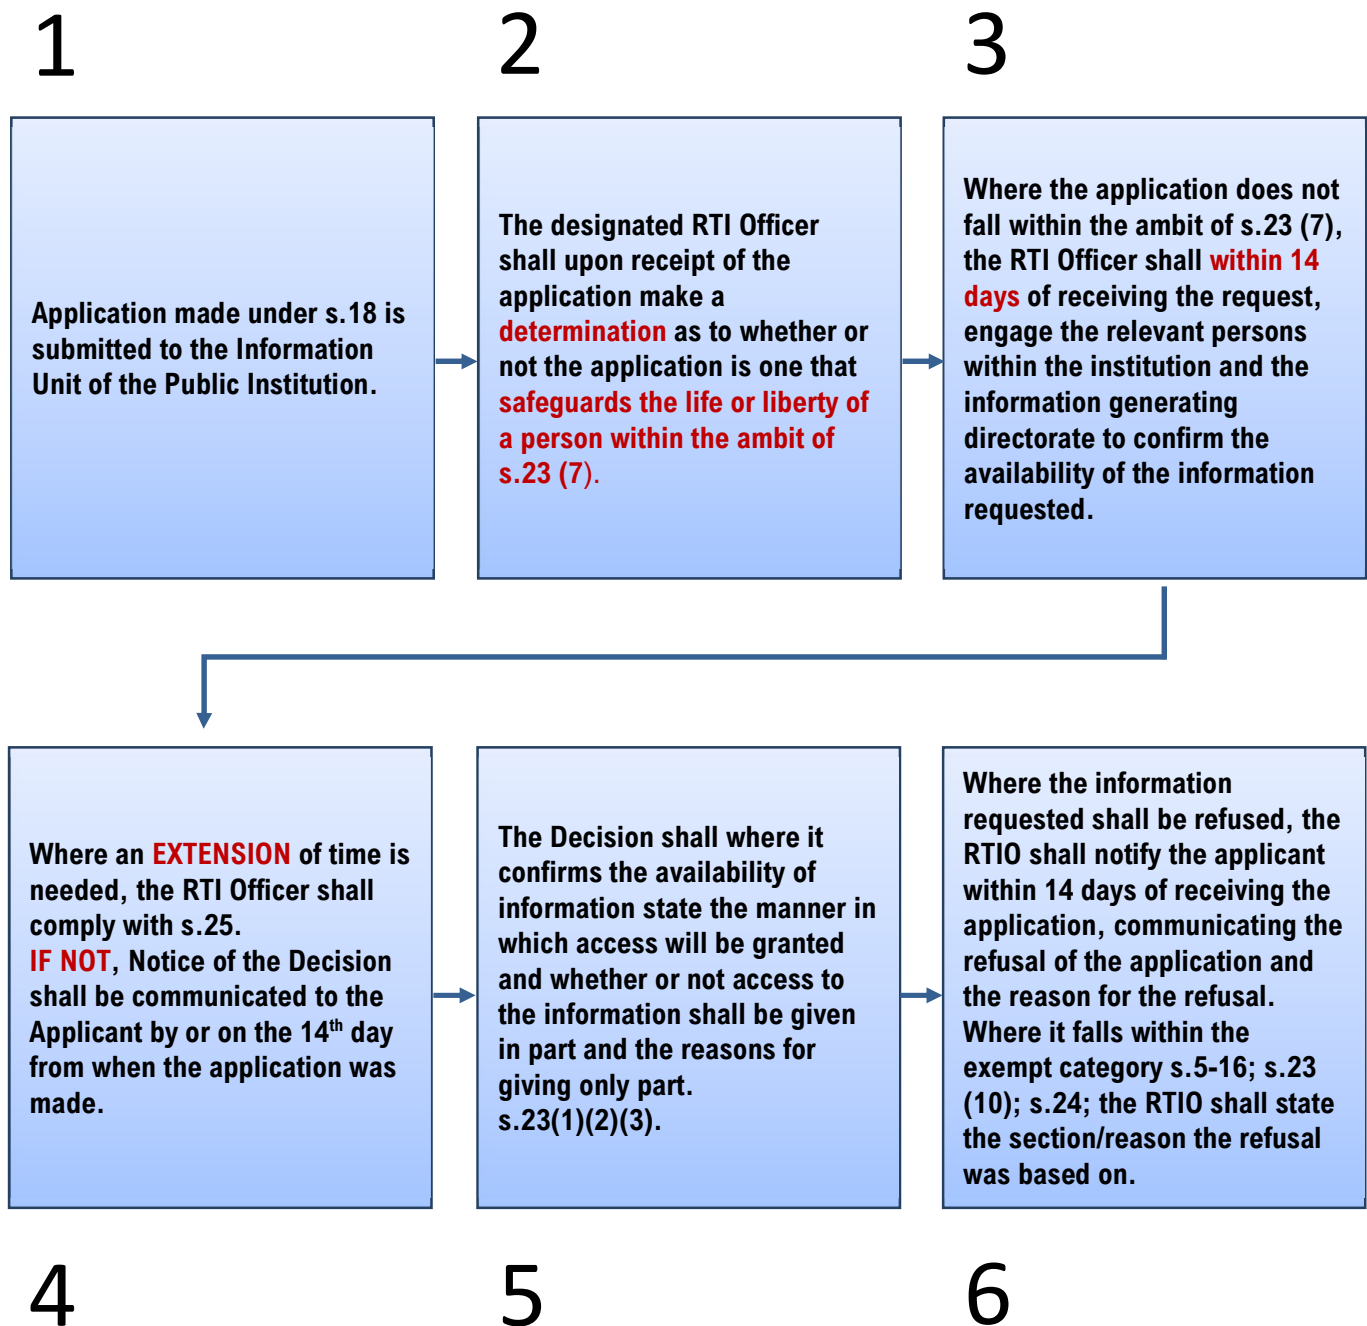 1
2
3
Application made under s.18 is
submitted to the Information
Unit of the Public Institution.
The designated RTI Officer
shall upon receipt of the
application make a
determination as to whether or
not the application is one that
safeguards the life or liberty of
a person within the ambit of
s.23 (7).
Where the application does not
fall within the ambit of s.23 (7),
the RTI Officer shall within 14
days of receiving the request,
engage the relevant persons
within the institution and the
information generating
directorate to confirm the
availability of the information
requested.
Where an EXTENSION of time is
needed, the RTI Officer shall
comply with s.25.
IF NOT, Notice of the Decision
shall be communicated to the
Applicant by or on the 14th day
from when the application was
made.
The Decision shall where it
confirms the availability of
information state the manner in
which access will be granted
and whether or not access to
the information shall be given
in part and the reasons for
giving only part.
s.23(1)(2)(3).
Where the information
requested shall be refused, the
RTIO shall notify the applicant
within 14 days of receiving the
application, communicating the
refusal of the application and
the reason for the refusal.
Where it falls within the
exempt category s.5-16; s.23
(10); s.24; the RTIO shall state
the section/reason the refusal
was based on.
4
5
6